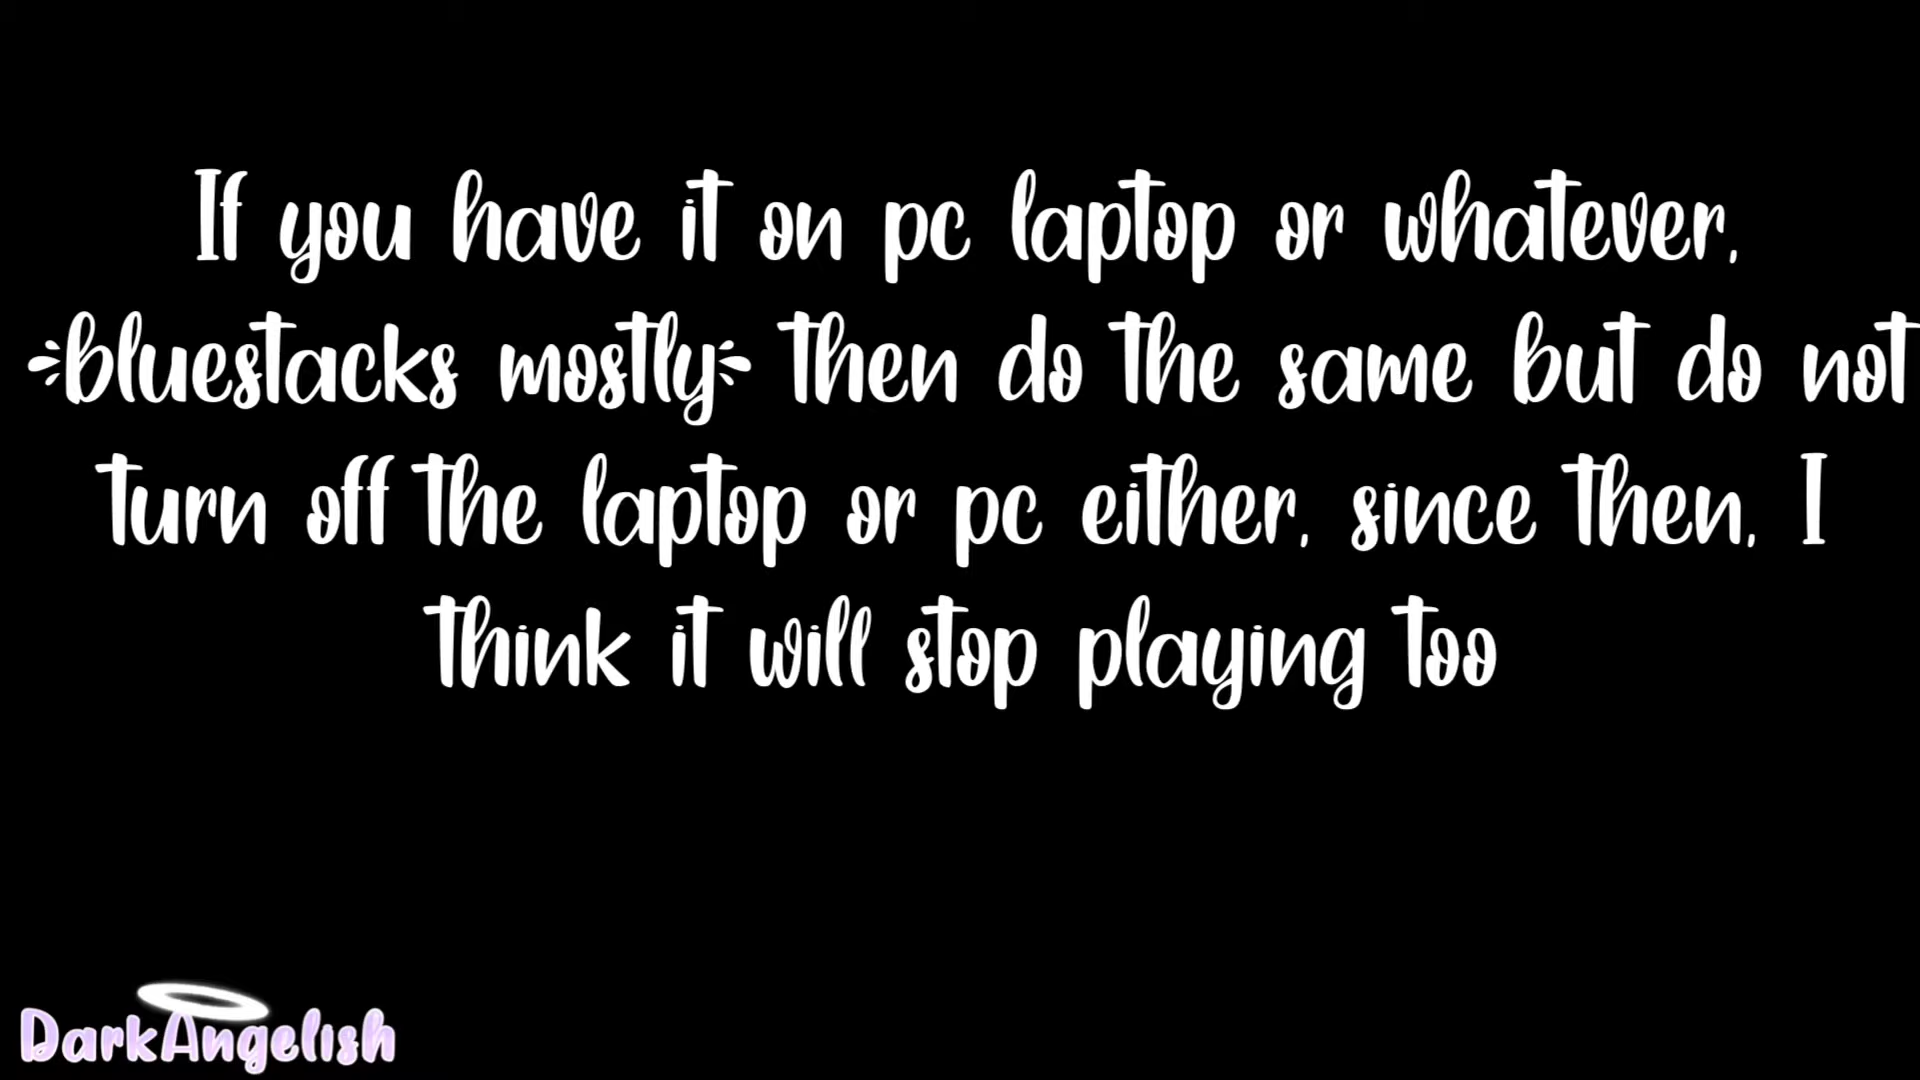 If you have it on pc laptop or whatever,
bluestacks mostly then do the same but do not
turn off the laptop or pc either, since then, I
think it will stop playing too
DarkAngelish